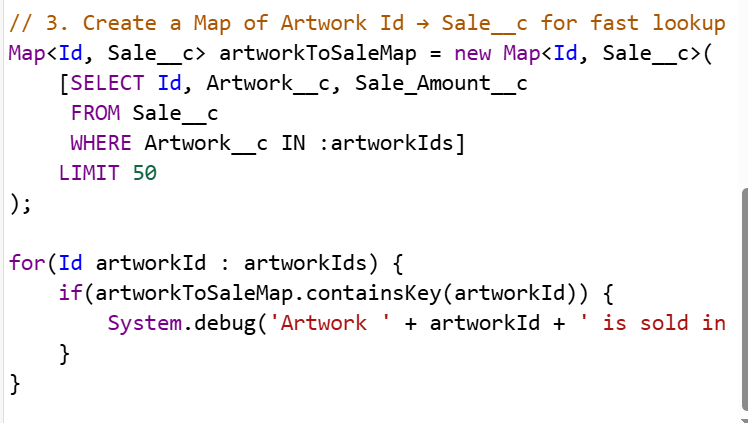 // 3. Create a Map of Artwork Id → Sale__c for fast lookup
Map<Id, Sale__c> artworkToSaleMap = new Map<Id, Sale__c>(
    [SELECT Id, Artwork__c, Sale_Amount__c
     FROM Sale__c
     WHERE Artwork__c IN :artworkIds]
    LIMIT 50
);

for(Id artworkId : artworkIds) {
    if(artworkToSaleMap.containsKey(artworkId)) {
        System.debug('Artwork ' + artworkId + ' is sold in
    }
}